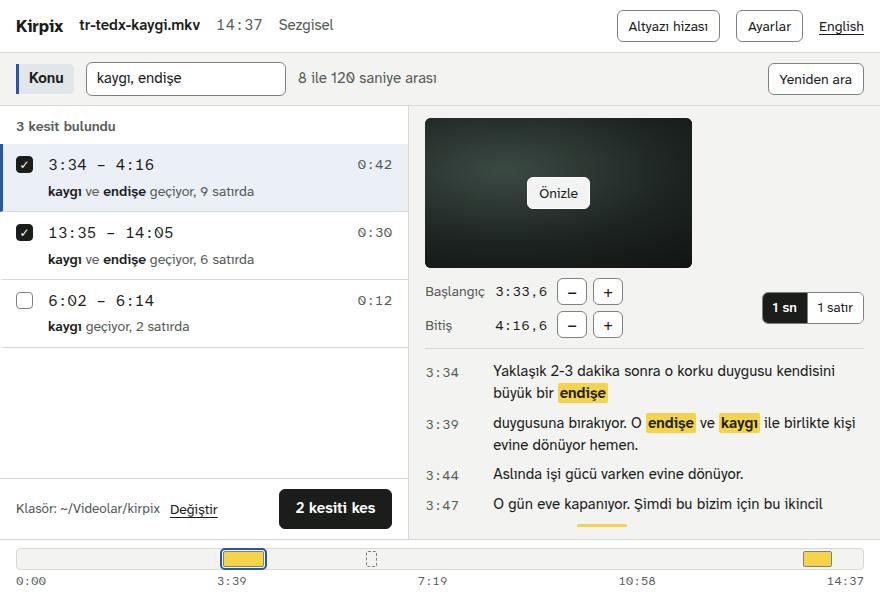 Kirpix tr-tedx-kaygi.mkv 14:37 Sezgisel Altyazı hizası Ayarlar English
Konu kaygı, endişe 8 ile 120 saniye arası Yeniden ara
3 kesit bulundu
3:34 – 4:16 0:42
kaygı ve endişe geçiyor, 9 satırda
13:35 – 14:05 0:30
kaygı ve endişe geçiyor, 6 satırda
6:02 – 6:14 0:12
kaygı geçiyor, 2 satırda
Klasör: ~/Videolar/kirpix Değiştir 2 kesiti kes
Önizle
Başlangıç 3:33,6 − +
Bitiş 4:16,6 − +
1 sn 1 satır
3:34 Yaklaşık 2-3 dakika sonra o korku duygusu kendisini
büyük bir endişe
3:39 duygusuna bırakıyor. O endişe ve kaygı ile birlikte kişi
evine dönüyor hemen.
3:44 Aslında işi gücü varken evine dönüyor.
3:47 O gün eve kapanıyor. Şimdi bu bizim için bu ikincil
0:00 3:39 7:19 10:58 14:37